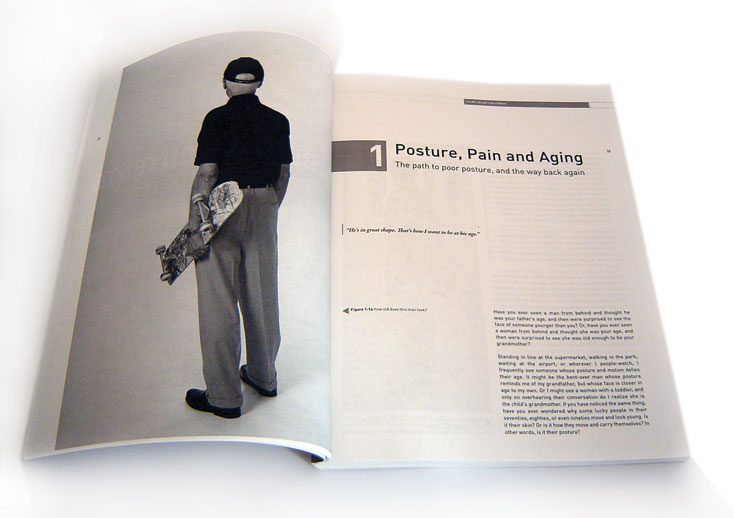 1
Posture, Pain and Aging
The path to poor posture, and the way back again
"He's in great shape. That's how I want to be at his age."
Figure 1-1a How old does this man look?
Have you ever seen a man from behind and thought he
was your father's age, and then were surprised to see the
face of someone younger than you? Or, have you ever seen
a woman from behind and thought she was your age, and
then were surprised to see she was old enough to be your
grandmother?
Standing in line at the supermarket, walking in the park,
waiting at the airport, or wherever I people-watch, I
frequently see someone whose posture and motion defies
their age. It might be the bent-over man whose posture
reminds me of my grandfather, but whose face is closer in
age to my own. Or I might see a woman with a toddler, and
only on overhearing their conversation do I realize she is
the child's grandmother. If you have noticed the same thing,
have you ever wondered why some lucky people in their
seventies, eighties, or even nineties move and look young. Is
it their skin? Or is it how they move and carry themselves? In
other words, is it their posture?